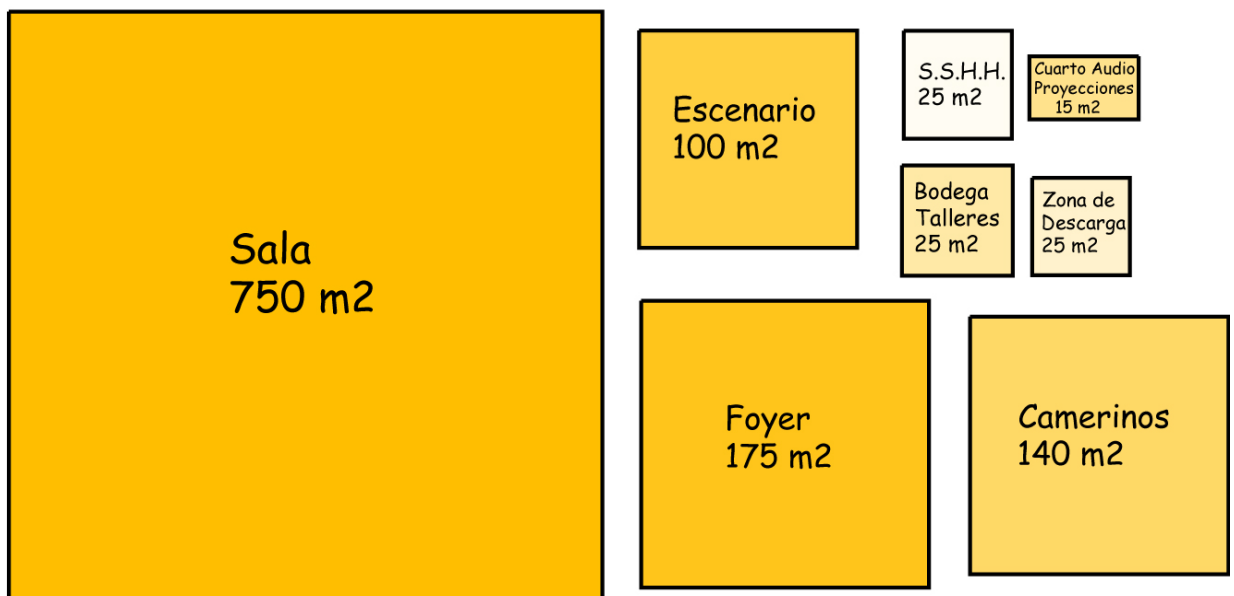 Sala
750 m2
Escenario
100 m2
S.S.H.H.
25 m2
Cuarto Audio
Proyecciones
15 m2
Bodega
Talleres
25 m2
Zona de
Descarga
25 m2
Foyer
175 m2
Camerinos
140 m2